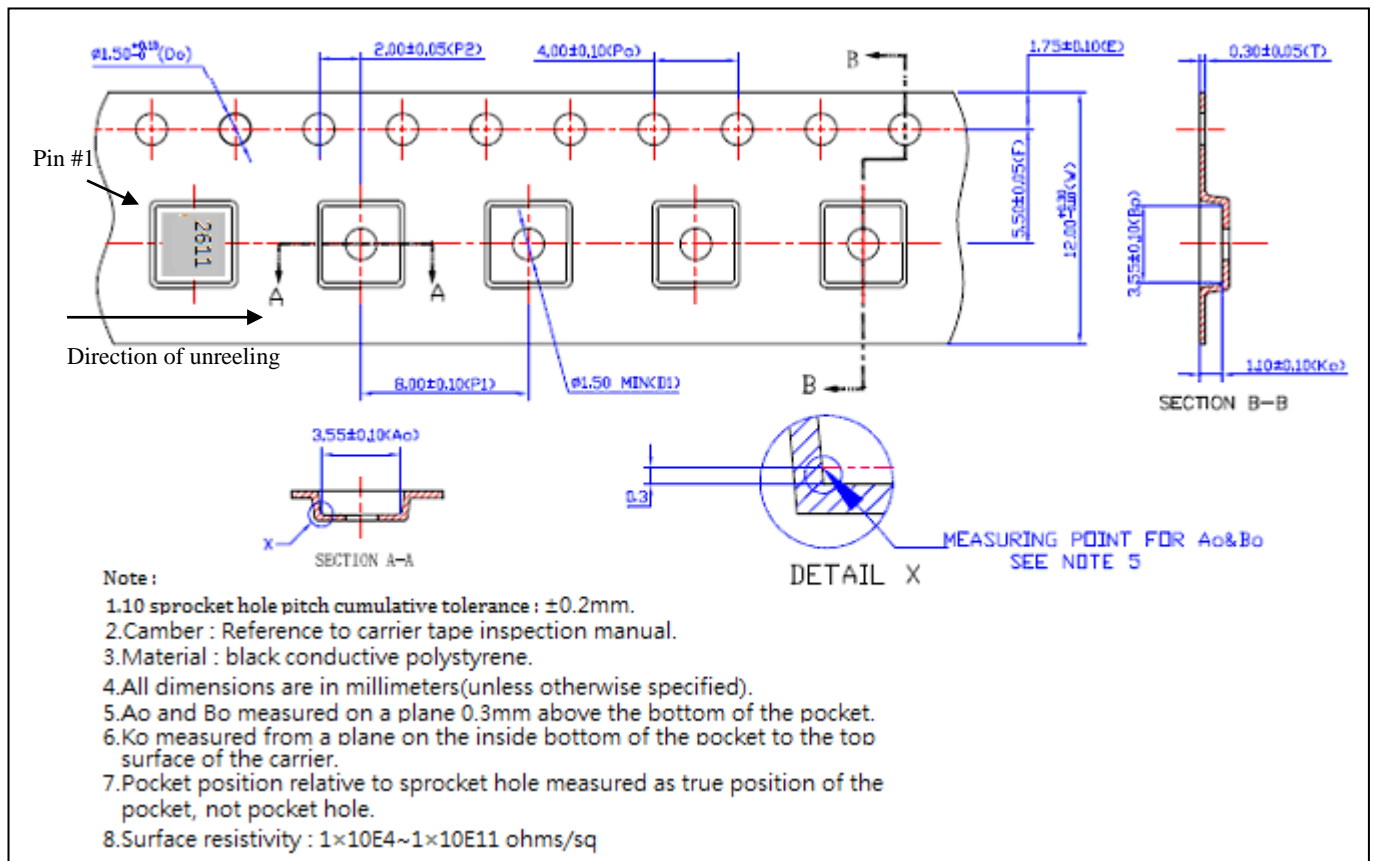 ø1.50+0.10-0(Do)
2.00±0.05(P2)
4.00±0.10(Po)
B
1.75±0.10(E)
0.30±0.05(T)
Pin #1
2611
A
A
5.50±0.05(F)
12.00 (W)
3.55±0.10(Bo)
Direction of unreeling
8.00±0.10(P1)
ø1.50 MIN(D1)
B
1.10±0.10(Ko)
SECTION B-B
3.55±0.10(Ao)
X
SECTION A-A
0.3
DETAIL X
MEASURING POINT FOR Ao&Bo
SEE NOTE 5
Note :
1.10 sprocket hole pitch cumulative tolerance : ±0.2mm.
2.Camber : Reference to carrier tape inspection manual.
3.Material : black conductive polystyrene.
4.All dimensions are in millimeters(unless otherwise specified).
5.Ao and Bo measured on a plane 0.3mm above the bottom of the pocket.
6.Ko measured from a plane on the inside bottom of the pocket to the top
surface of the carrier.
7.Pocket position relative to sprocket hole measured as true position of the
pocket, not pocket hole.
8.Surface resistivity : 1×10E4~1×10E11 ohms/sq